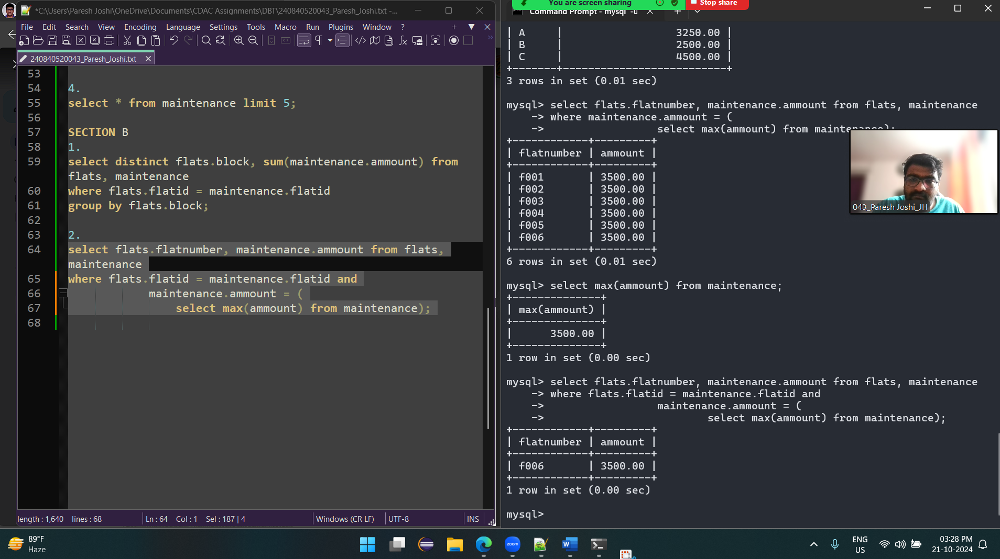 *C:\Users\Paresh Joshi\OneDrive\Documents\CDAC Assignments\DBT\240840520043_Paresh_Joshi.txt -...
File Edit Search View Encoding Language Settings Tools Macro Run Plugins Window ?
240840520043_Paresh_Joshi.txt
53
54 4.
55 select * from maintenance limit 5;
56
57 SECTION B
58 1.
59 select distinct flats.block, sum(maintenance.ammount) from
flats, maintenance
60 where flats.flatid = maintenance.flatid
61 group by flats.block;
62
63 2.
64 select flats.flatnumber, maintenance.ammount from flats,
maintenance
65 where flats.flatid = maintenance.flatid and
66 maintenance.ammount = (
67 select max(ammount) from maintenance);
68
length : 1,640 lines : 68 Ln : 64 Col : 1 Sel : 187 | 4 Windows (CR LF) UTF-8 INS
You are screen sharing Stop share
Command Prompt - mysql -u
| A | 3250.00 |
| B | 2500.00 |
| C | 4500.00 |
+-------+--------------------------+
3 rows in set (0.01 sec)
mysql> select flats.flatnumber, maintenance.ammount from flats, maintenance
-> where maintenance.ammount = (
-> select max(ammount) from maintenance);
+------------+---------+
| flatnumber | ammount |
+------------+---------+
| f001 | 3500.00 |
| f002 | 3500.00 |
| f003 | 3500.00 |
| f004 | 3500.00 |
| f005 | 3500.00 |
| f006 | 3500.00 |
+------------+---------+
6 rows in set (0.01 sec)
mysql> select max(ammount) from maintenance;
+--------------+
| max(ammount) |
+--------------+
| 3500.00 |
+--------------+
1 row in set (0.00 sec)
mysql> select flats.flatnumber, maintenance.ammount from flats, maintenance
-> where flats.flatid = maintenance.flatid and
-> maintenance.ammount = (
-> select max(ammount) from maintenance);
+------------+---------+
| flatnumber | ammount |
+------------+---------+
| f006 | 3500.00 |
+------------+---------+
1 row in set (0.00 sec)
mysql>
043_Paresh Joshi_JH
89°F
Haze
zoom
ENG
US
03:28 PM
21-10-2024